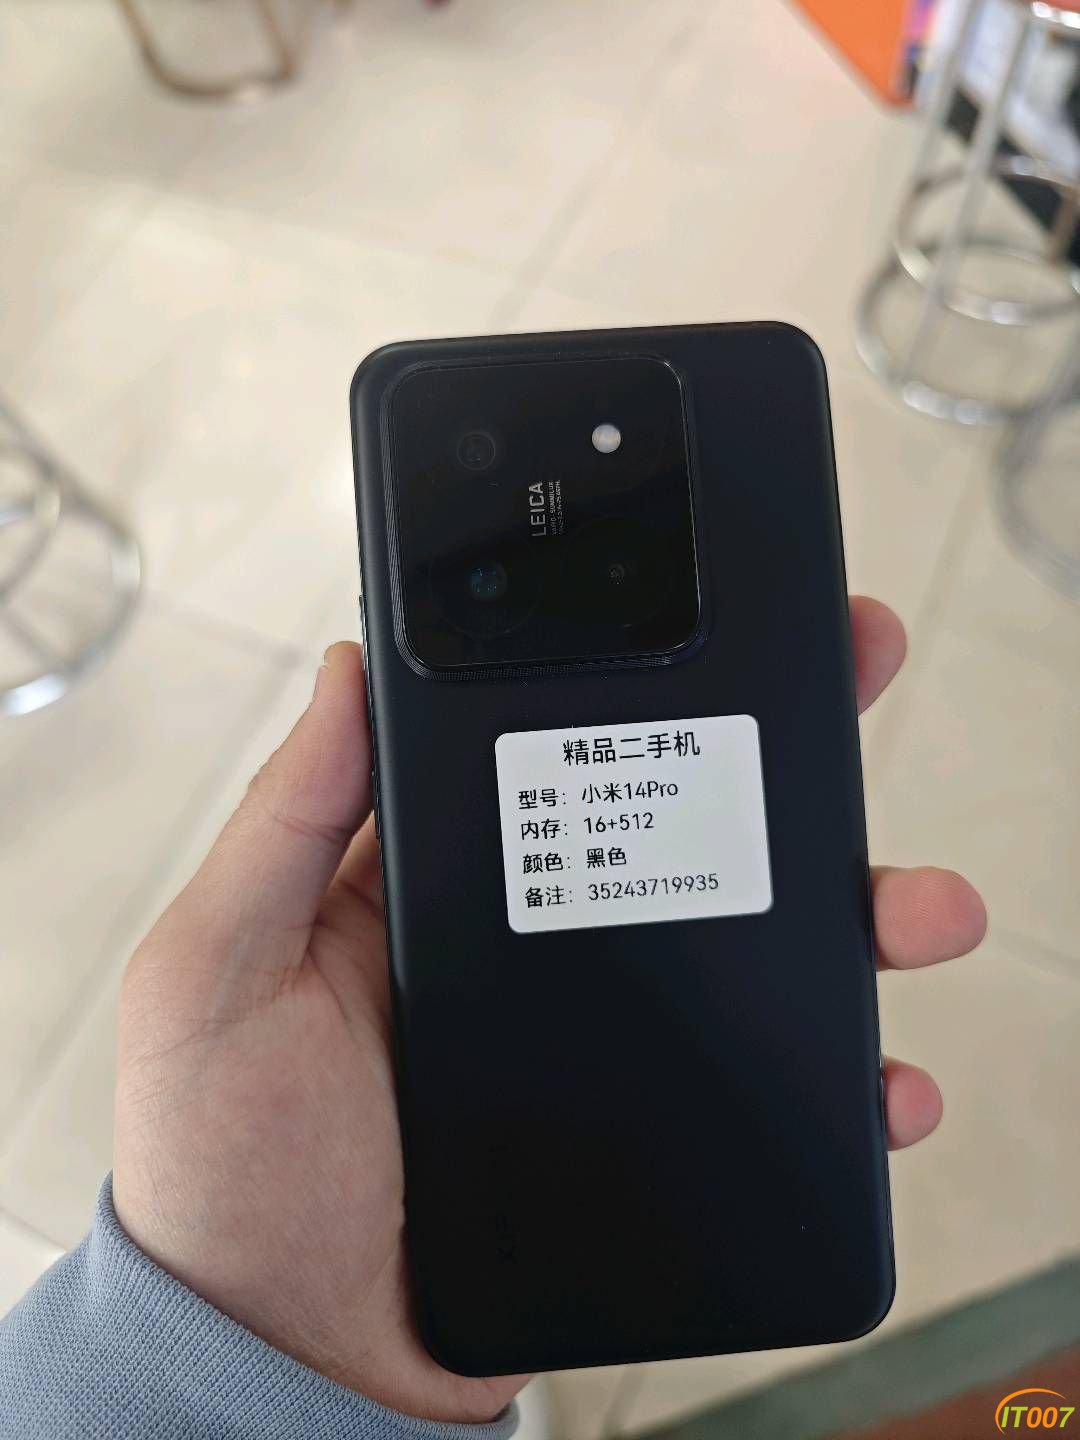 LEICA
精品二手机
型号：小米14Pro
内存：16+512
颜色：黑色
备注：35243719935
IT007